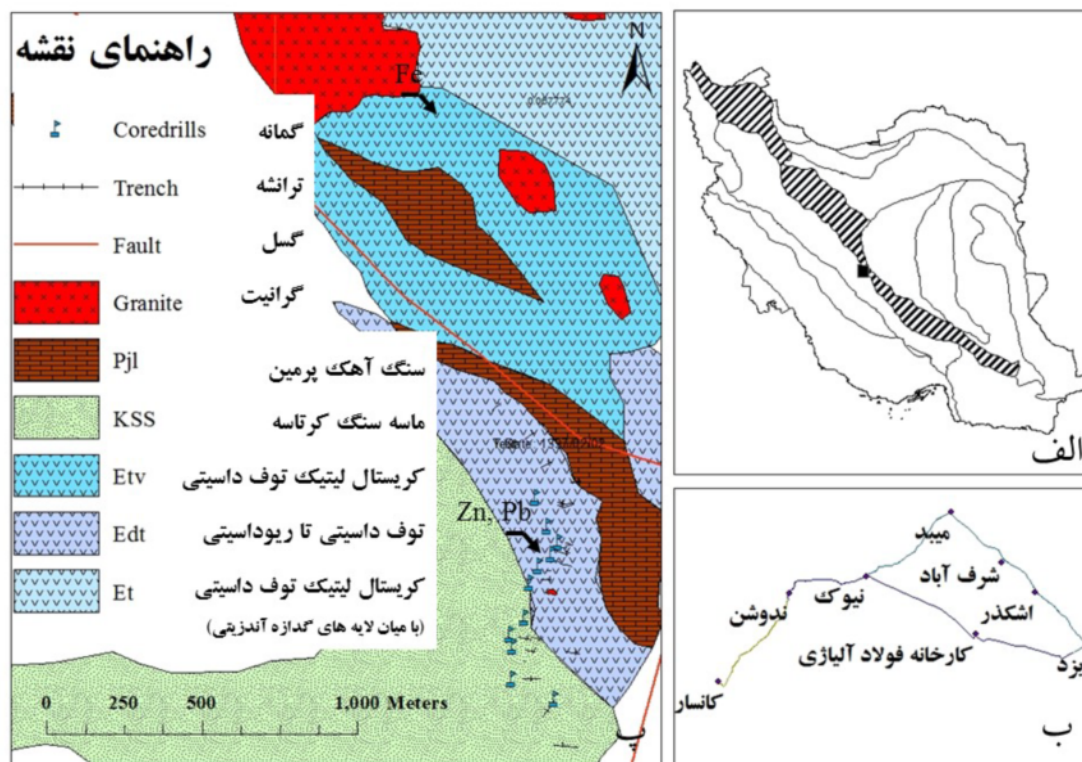 راهنمای نقشه
Coredrills گمانه
Trench ترانشه
Fault گسل
Granite گرانیت
Pjl سنگ آهک پرمین
KSS ماسه سنگ کرتاسه
Etv کریستال لیتیک توف داسیتی
Edt توف داسیتی تا ریوداسیتی
Et کریستال لیتیک توف داسیتی
(با میان لایه های گدازه آندزیتی)
0 250 500 1,000 Meters
N
Fe
Zn, Pb
پ
الف
میبد
شرف آباد
اشکذر
نیوک
ندوشن
کارخانه فولاد آلیاژی
یزد
کانسار
ب